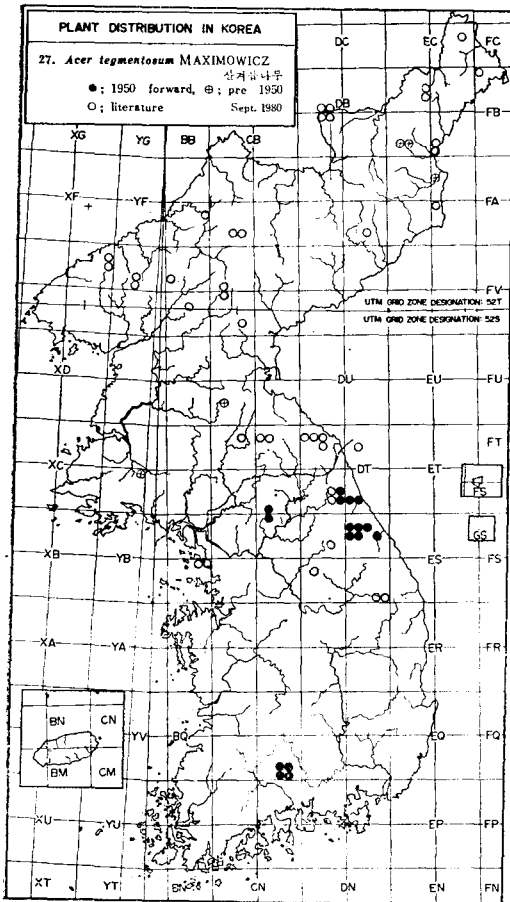 PLANT DISTRIBUTION IN KOREA
27. Acer tegmentosum MAXIMOWICZ
산겨릅나무
●; 1950 forward, ⊕; pre 1950
○; literature Sept. 1980
DC EC FC
DB FB
XG YG BB CB
XF YF FA
FV
UTM GRID ZONE DESIGNATION: 52T
UTM GRID ZONE DESIGNATION: 52S
XD DU EU FU
FT
XC DT ET
FS
GS
XB YB ES FS
XA YA ER FR
BN CN
YV BQ EQ FQ
BM CM
XU YU EP FP
XT YT BN CN DN EN FN